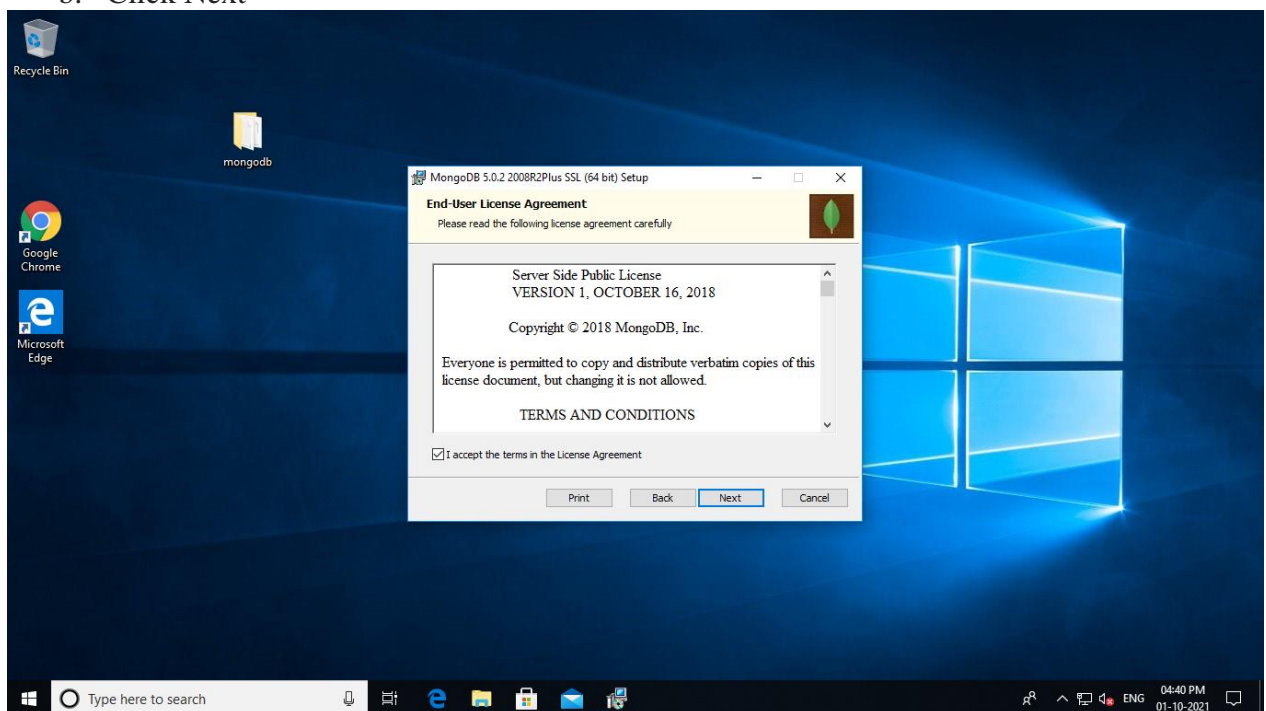 Click Next
Recycle Bin
mongodb
Google
Chrome
Microsoft
Edge
MongoDB 5.0.2 2008R2Plus SSL (64 bit) Setup
End-User License Agreement
Please read the following license agreement carefully
Server Side Public License
VERSION 1, OCTOBER 16, 2018
Copyright © 2018 MongoDB, Inc.
Everyone is permitted to copy and distribute verbatim copies of this
license document, but changing it is not allowed.
TERMS AND CONDITIONS
I accept the terms in the License Agreement
Print Back Next Cancel
Type here to search
ENG
04:40 PM
01-10-2021